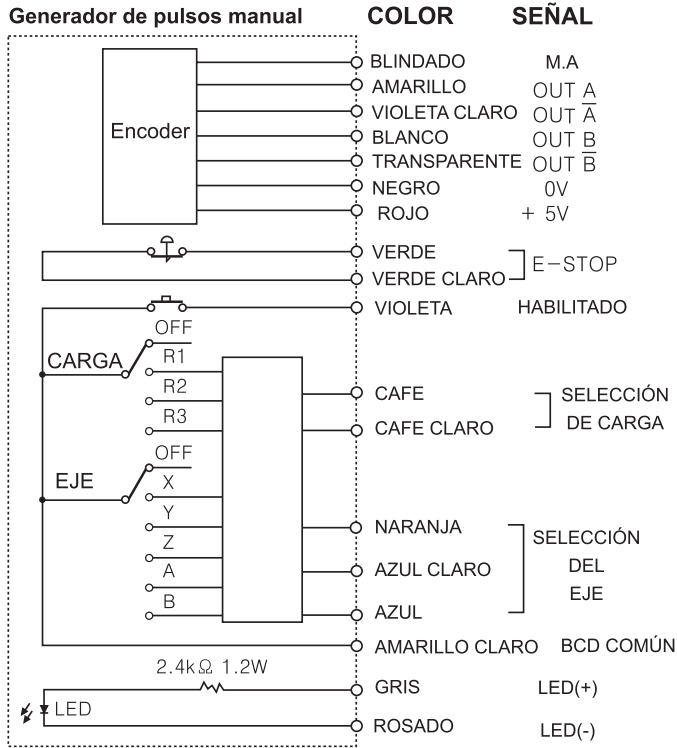 Generador de pulsos manual COLOR SEÑAL
Encoder
BLINDADO M.A
AMARILLO OUT A
VIOLETA CLARO OUT A̅
BLANCO OUT B
TRANSPARENTE OUT B̅
NEGRO 0V
ROJO + 5V
VERDE
VERDE CLARO
E-STOP
VIOLETA HABILITADO
CARGA
OFF
R1
R2
R3
CAFE
CAFE CLARO
SELECCIÓN
DE CARGA
EJE
OFF
X
Y
Z
A
B
NARANJA
AZUL CLARO
AZUL
SELECCIÓN
DEL
EJE
AMARILLO CLARO BCD COMÚN
2.4kΩ 1.2W
GRIS LED(+)
LED
ROSADO LED(-)